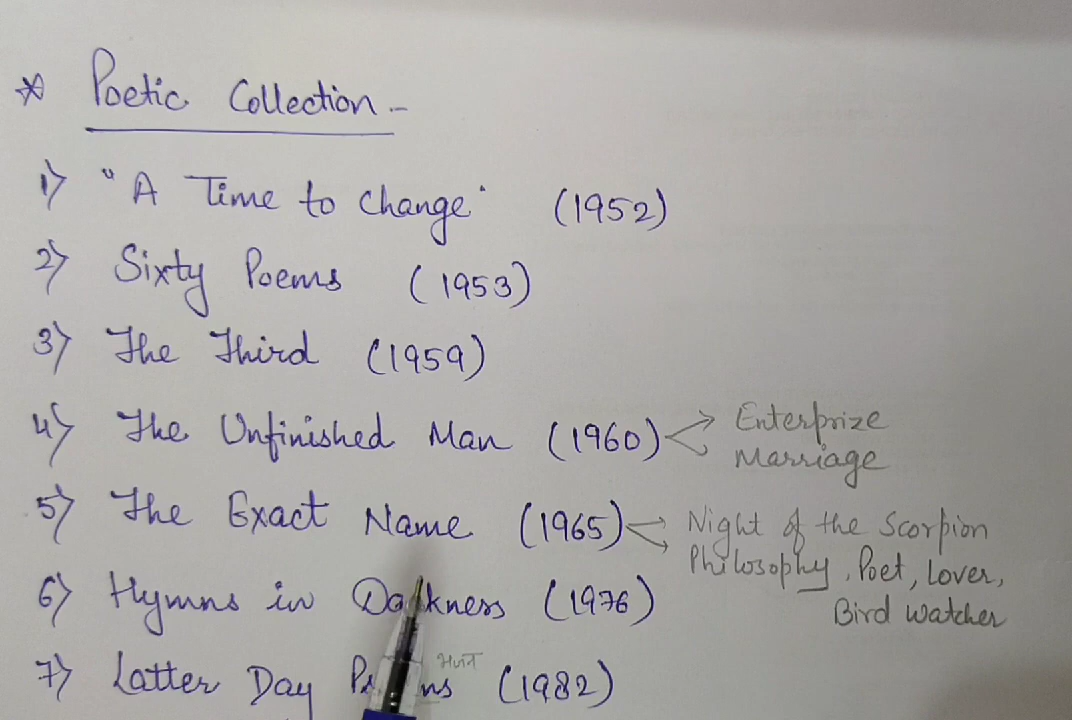 * Poetic Collection -
1) "A Time to change" (1952)
2) Sixty Poems (1953)
3) The Third (1959)
4) The Unfinished Man (1960) Enterprize
Marriage
5) The Exact Name (1965) Night of the Scorpion
Philosophy, Poet, Lover,
Bird watcher
6) Hymns in Darkness (1976)
भजन
7) Latter Day (1982)